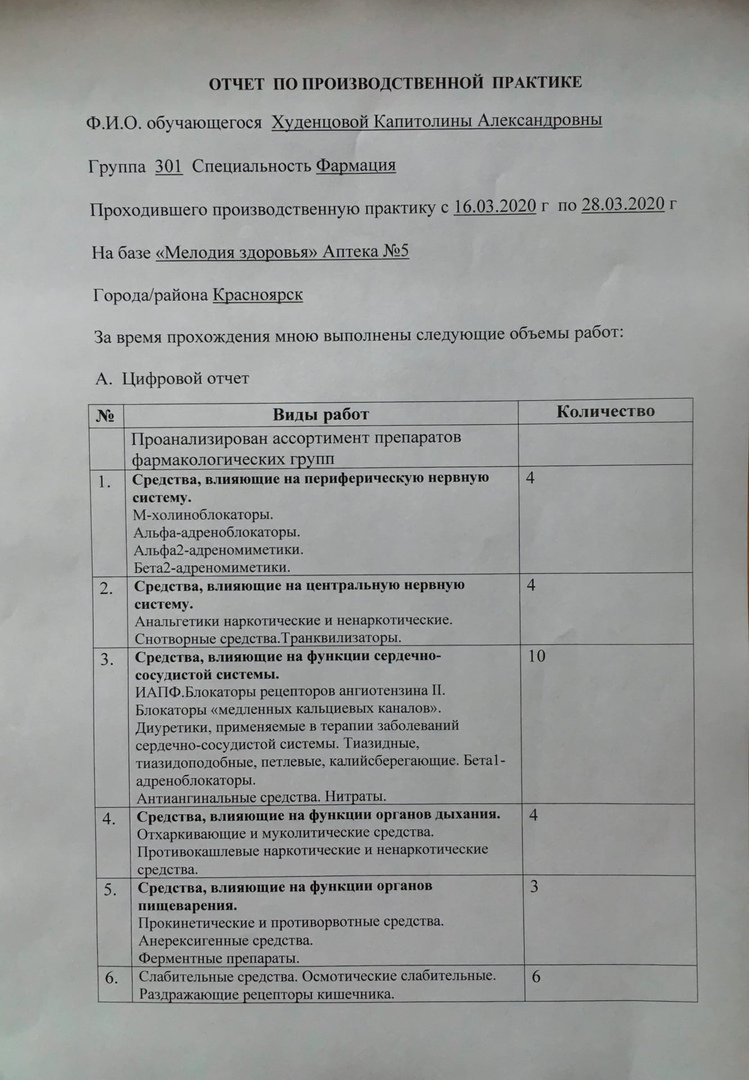 ОТЧЕТ ПО ПРОИЗВОДСТВЕННОЙ ПРАКТИКЕ
Ф.И.О. обучающегося Худенцовой Капитолины Александровны
Группа 301 Специальность Фармация
Проходившего производственную практику с 16.03.2020 г по 28.03.2020 г
На базе «Мелодия здоровья» Аптека №5
Города/района Красноярск
За время прохождения мною выполнены следующие объемы работ:
А. Цифровой отчет
№ Виды работ Количество
Проанализирован ассортимент препаратов
фармакологических групп
1. Средства, влияющие на периферическую нервную 4
систему.
М-холиноблокаторы.
Альфа-адреноблокаторы.
Альфа2-адреномиметики.
Бета2-адреномиметики.
2. Средства, влияющие на центральную нервную 4
систему.
Анальгетики наркотические и ненаркотические.
Снотворные средства.Транквилизаторы.
3. Средства, влияющие на функции сердечно- 10
сосудистой системы.
ИАПФ.Блокаторы рецепторов ангиотензина II.
Блокаторы «медленных кальциевых каналов».
Диуретики, применяемые в терапии заболеваний
сердечно-сосудистой системы. Тиазидные,
тиазидоподобные, петлевые, калийсберегающие. Бета1-
адреноблокаторы.
Антиангинальные средства. Нитраты.
4. Средства, влияющие на функции органов дыхания. 4
Отхаркивающие и муколитические средства.
Противокашлевые наркотические и ненаркотические
средства.
5. Средства, влияющие на функции органов 3
пищеварения.
Прокинетические и противорвотные средства.
Анерексигенные средства.
Ферментные препараты.
6. Слабительные средства. Осмотические слабительные. 6
Раздражающие рецепторы кишечника.